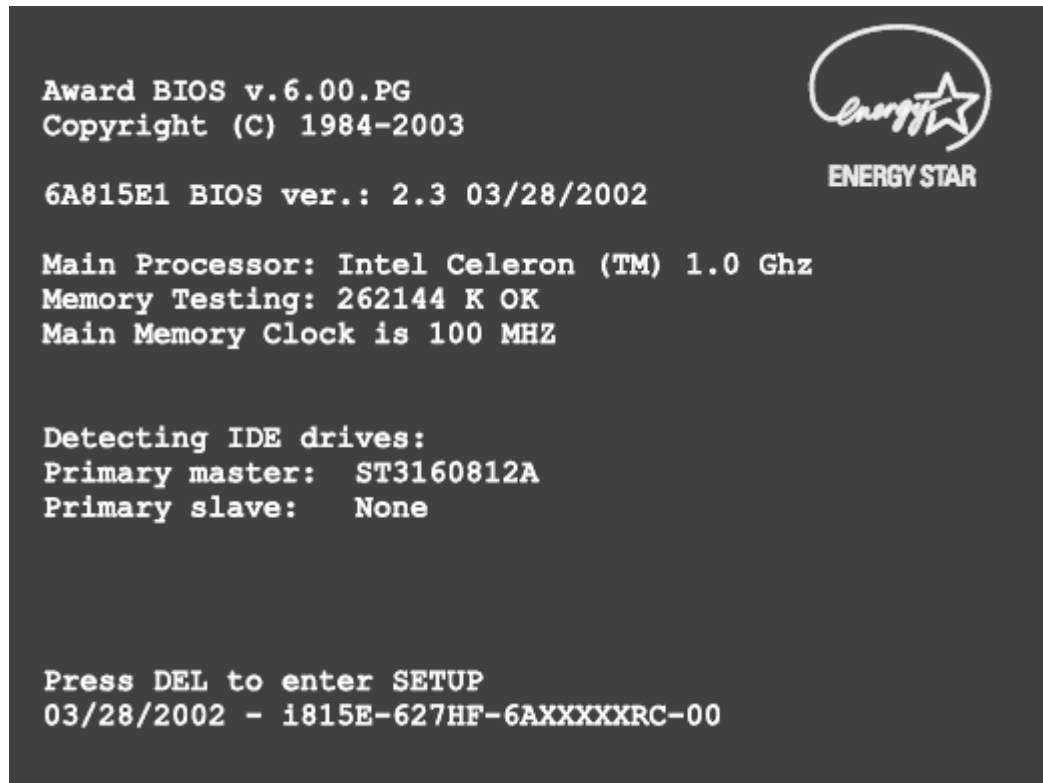 Award BIOS v.6.00.PG
Copyright (C) 1984-2003
energy
ENERGY STAR
6A815E1 BIOS ver.: 2.3 03/28/2002
Main Processor: Intel Celeron (TM) 1.0 Ghz
Memory Testing: 262144 K OK
Main Memory Clock is 100 MHZ
Detecting IDE drives:
Primary master: ST3160812A
Primary slave: None
Press DEL to enter SETUP
03/28/2002 - i815E-627HF-6AXXXXXRC-00